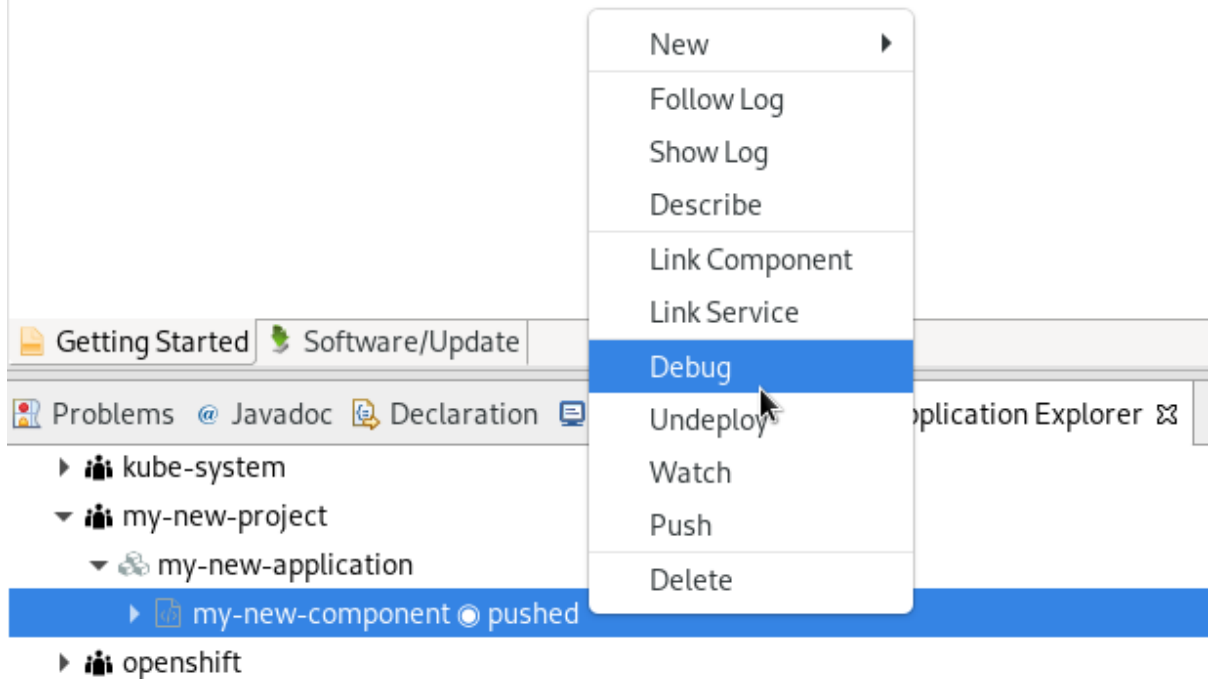 New
Follow Log
Show Log
Describe
Link Component
Link Service
Debug
Undeploy
Watch
Push
Delete
Getting Started Software/Update
Problems @ Javadoc Declaration Explorer
kube-system
my-new-project
my-new-application
my-new-component pushed
openshift